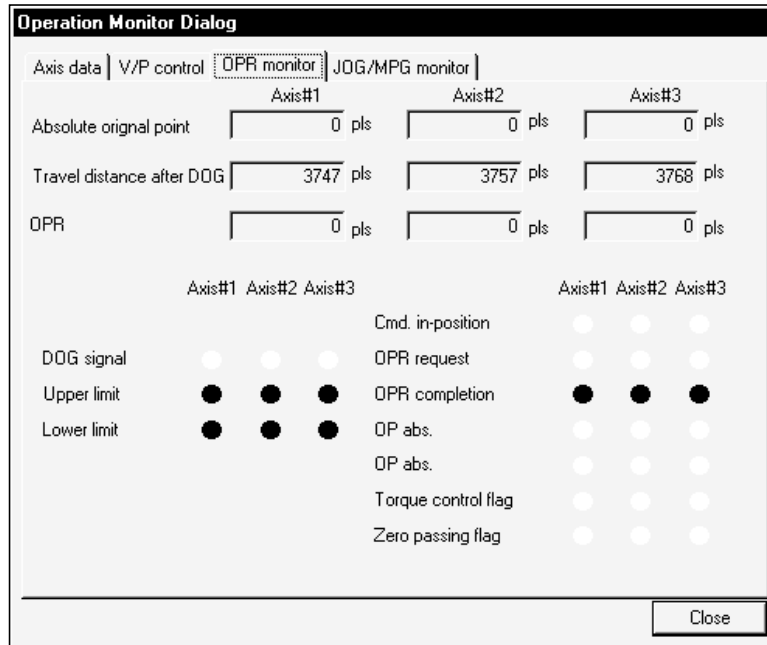 Operation Monitor Dialog
Axis data V/P control OPR monitor JOG/MPG monitor
Axis#1 Axis#2 Axis#3
Absolute orignal point 0 pls 0 pls 0 pls
Travel distance after DOG 3747 pls 3757 pls 3768 pls
OPR 0 pls 0 pls 0 pls
Axis#1 Axis#2 Axis#3 Axis#1 Axis#2 Axis#3
Cmd. in-position
DOG signal OPR request
Upper limit OPR completion
Lower limit OP abs.
OP abs.
Torque control flag
Zero passing flag
Close